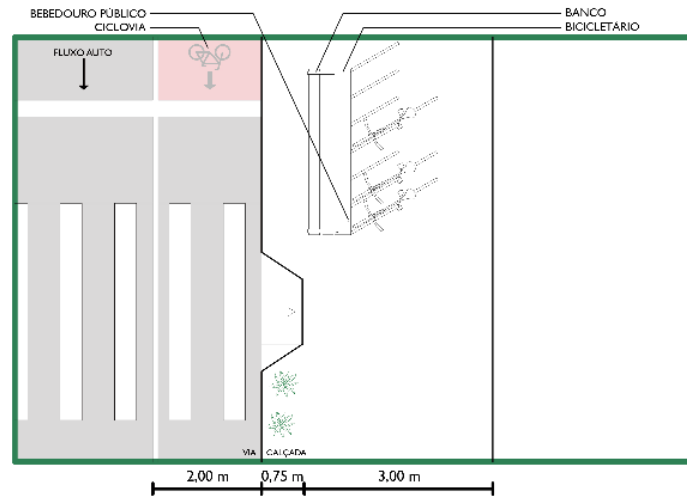 BEBEDOURO PÚBLICO
CICLOVIA
BANCO
BICICLETÁRIO
FLUXO AUTO
VIA
CALÇADA
2,00 m
0,75 m
3,00 m